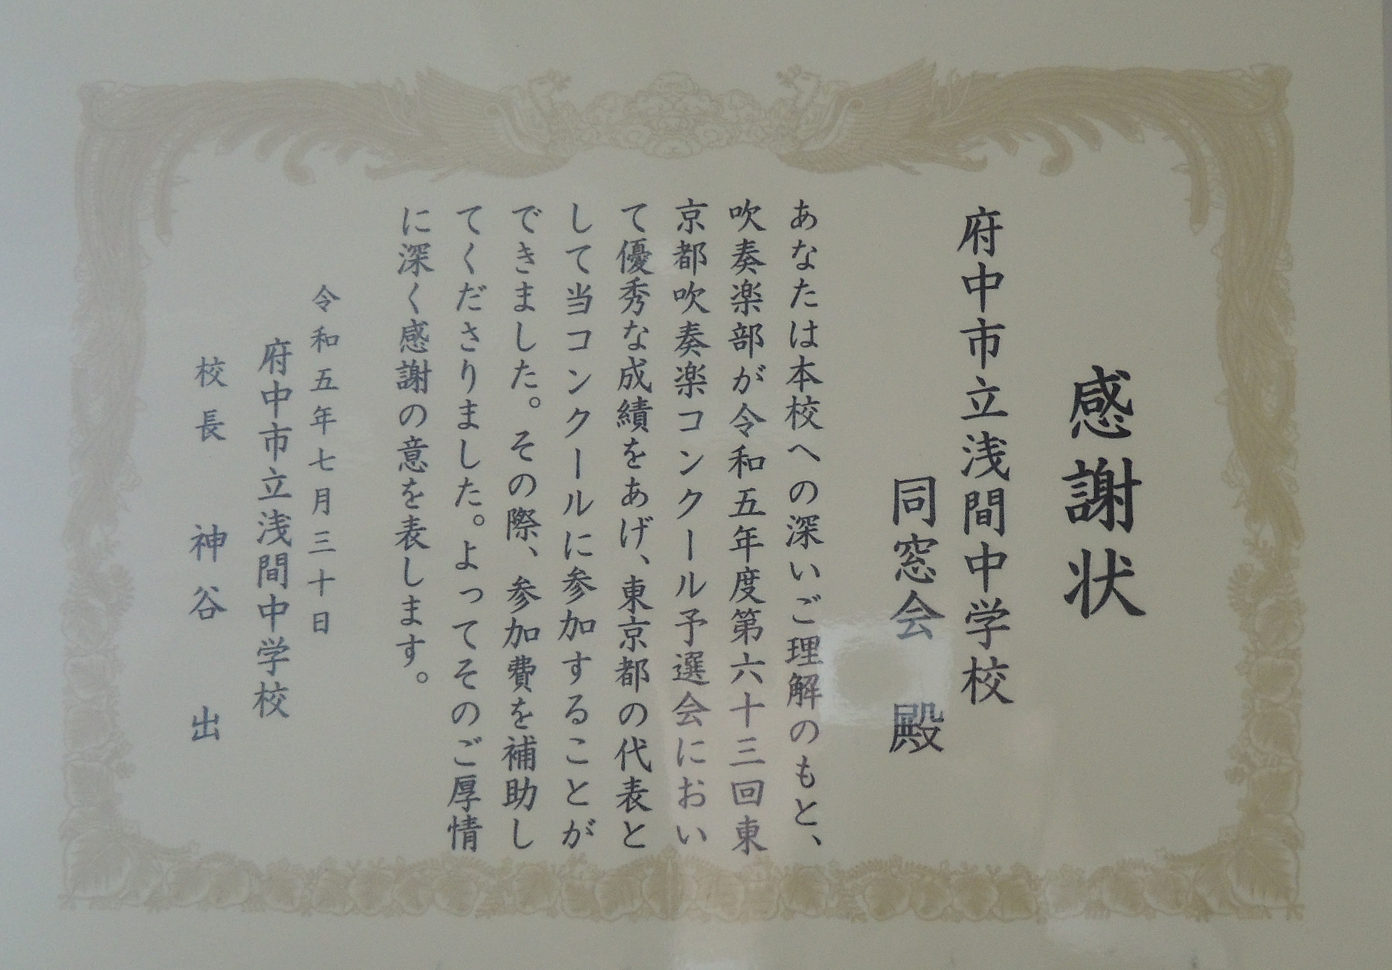 感謝状
府中市立浅間中学校
同窓会 殿
あなたは本校への深いご理解のもと、
吹奏楽部が令和五年度第六十三回東
京都吹奏楽コンクール予選会におい
て優秀な成績をあげ、東京都の代表と
して当コンクールに参加することが
できました。その際、参加費を補助し
てくださりました。よってそのご厚情
に深く感謝の意を表します。
令和五年七月三十日
府中市立浅間中学校
校長 神谷 出